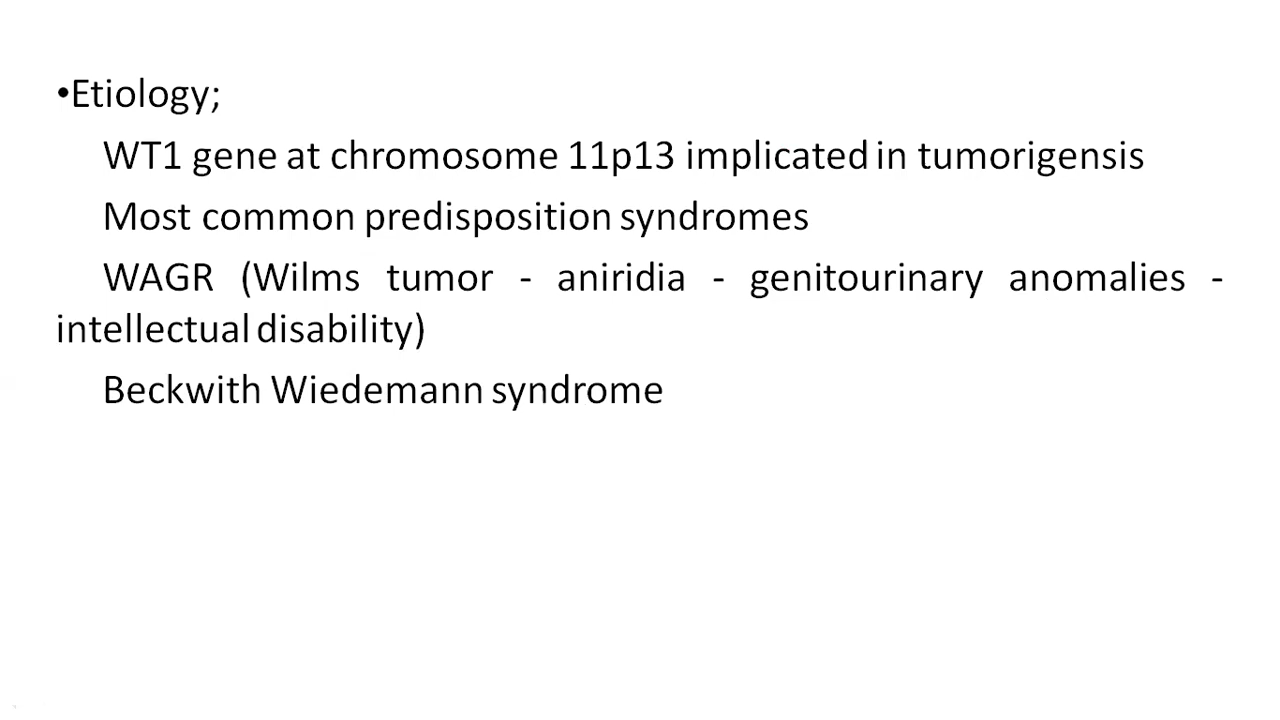 •Etiology;
WT1 gene at chromosome 11p13 implicated in tumorigensis
Most common predisposition syndromes
WAGR (Wilms tumor - aniridia - genitourinary anomalies -
intellectual disability)
Beckwith Wiedemann syndrome